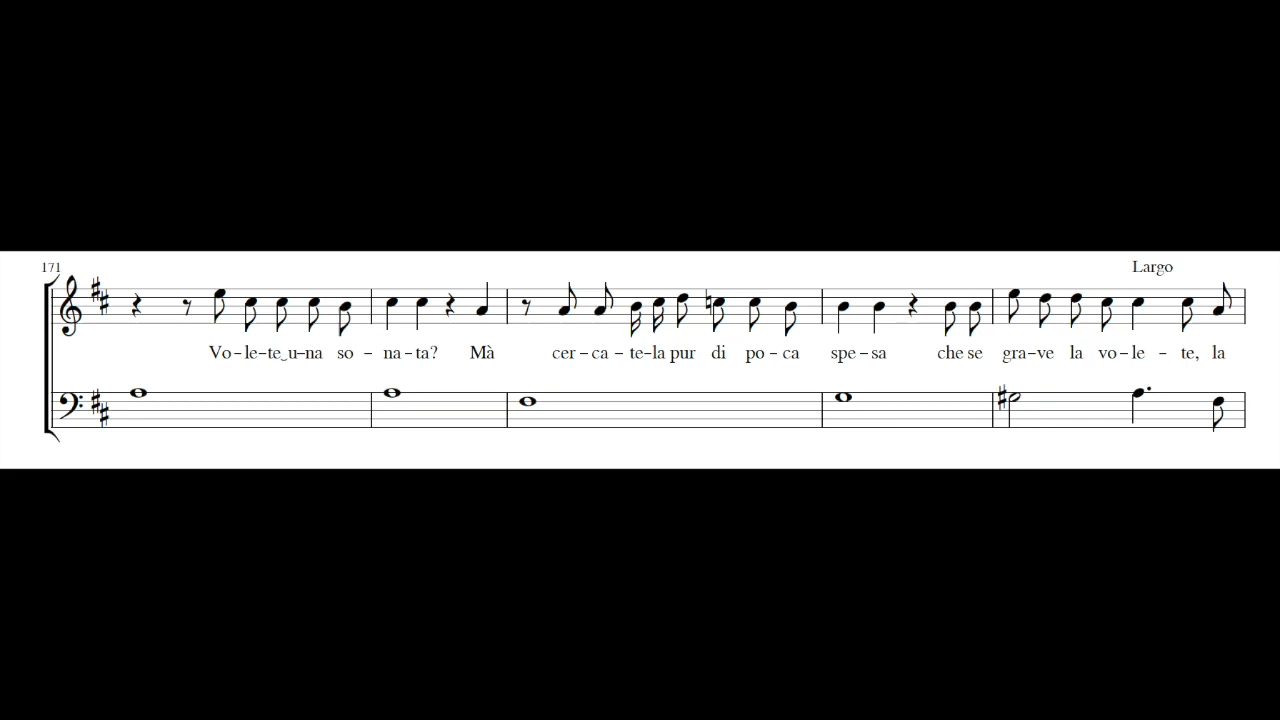 171
Largo
Vo-le-te‿u-na so-na-ta? Mà cer-ca-te-la pur di po-ca spe-sa che se gra-ve la vo-le-te, la